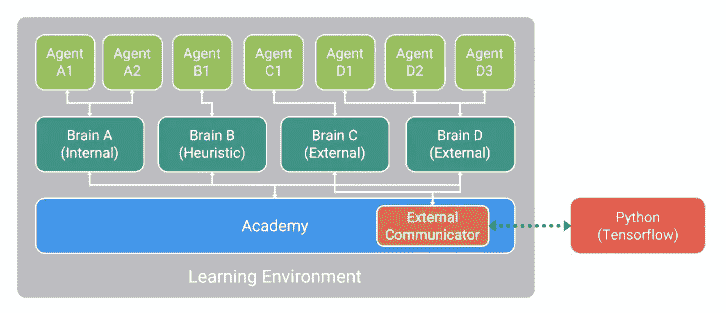 Agent
A1
Agent
A2
Agent
B1
Agent
C1
Agent
D1
Agent
D2
Agent
D3
Brain A
(Internal)
Brain B
(Heuristic)
Brain C
(External)
Brain D
(External)
Academy
External
Communicator
Python
(Tensorflow)
Learning Environment